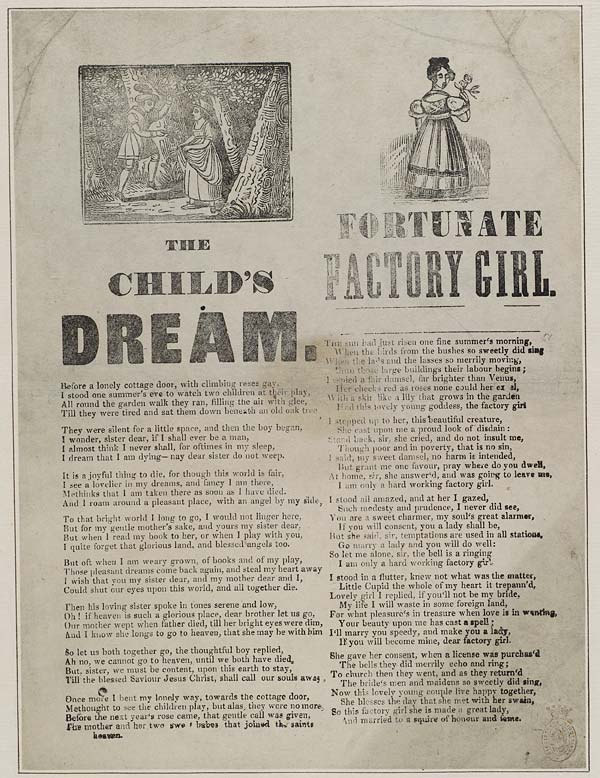 THE
CHILD'S
DREAM.
Before a lonely cottage door, with climbing roses gay,
I stood one summer's eve to watch two children at their play,
All round the garden walk they ran, filling the air with glee,
Till they were tired and sat them down beneath an old oak tree

They were silent for a little space, and then the boy began,
I wonder, sister dear, if I shall ever be a man,
I almost think I never shall, for oftimes in my sleep,
I dream that I am dying—nay dear sister do not weep.

It is a joyful thing to die, for though this world is fair,
I see a lovelier in my dreams, and fancy I am there,
Methinks that I am taken there as soon as I have died.
And I roam around a pleasant place, with an angel by my side,

To that bright world I long to go, I would not linger here,
But for my gentle mother's sake, and yours my sister dear,
But when I read my book to her, or when I play with you,
I quite forget that glorious land, and blessed angels too.

But oft when I am weary grown, of books and of my play,
Those pleasant dreams come back again, and steal my heart away
I wish that you my sister dear, and my mother dear and I,
Could shut our eyes upon this world, and all together die.

Then his loving sister spoke in tones serene and low,
Oh! if heaven is such a glorious place, dear brother let us go,
Our mother wept when father died, till her bright eyes were dim,
And I know she longs to go to heaven, that she may be with him

So let us both together go, the thoughtful boy replied,
Ah no, we cannot go to heaven, until we both have died,
But, sister, we must be content, upon this earth to stay,
Till the blessed Saviour Jesus Christ, shall call our souls away,

Once more I bent my lonely way, towards the cottage door,
Methought to see the children play, but alas, they were no more,
Before the next year's rose came, that gentle call was given,
The mother and her two swe t babes that joined the saints
heaven.

FORTUNATE
FACTORY GIRL.
THE sun had just risen one fine summer's morning,
When the birds from the bushes so sweetly did sing
When the lads and the lasses so merrily moving,
Unto those large buildings their labour begins;
I spied a fair damsel, far brighter than Venus,
Her cheeks red as roses none could her ex el,
With a skin like a lily that grows in the garden
Had this lovely young goddess, the factory girl

I stepped up to her, this beautiful creature,
She cast upon me a proud look of disdain:
Stand back, sir, she cried, and do not insult me,
Though poor and in poverty, that is no sin,
I said, my sweet damsel, no harm is intended,
But grant me one favour, pray where do you dwell,
At home, sir, she answer'd, and was going to leave me,
I am only a hard working factory girl.

I stood all amazed, and at her I gazed,
Such modesty and prudence, I never did see,
You are a sweet charmer, my soul's great alarmer,
If you will consent, you a lady shall be,
But she said, sir, temptations are used in all stations,
Go marry a lady and you will do well:
So let me alone, sir, the bell is a ringing
I am only a hard working factory girl.

I stood in a flutter, knew not what was the matter,
Little Cupid the whole of my heart it trepann'd,
Lovely girl I replied, if you'll not be my bride,
My life I will waste in some foreign land,
For what pleasure's in treasure when love is in wanting,
Your beauty upon me has cast a spell;
I'll marry you speedy, and make you a lady,
If you will become mine, dear factory girl.

She gave her consent, when a license was purchas'd
The bells they did merrily echo and ring;
To church then they went, and as they return'd
The bride's men and maidens so sweetly did sing,
Now this lovely young couple live happy together,
She blesses the day that she met with her swain,
So this factory girl she is made a great lady,
And married to a squire of honour and fame.